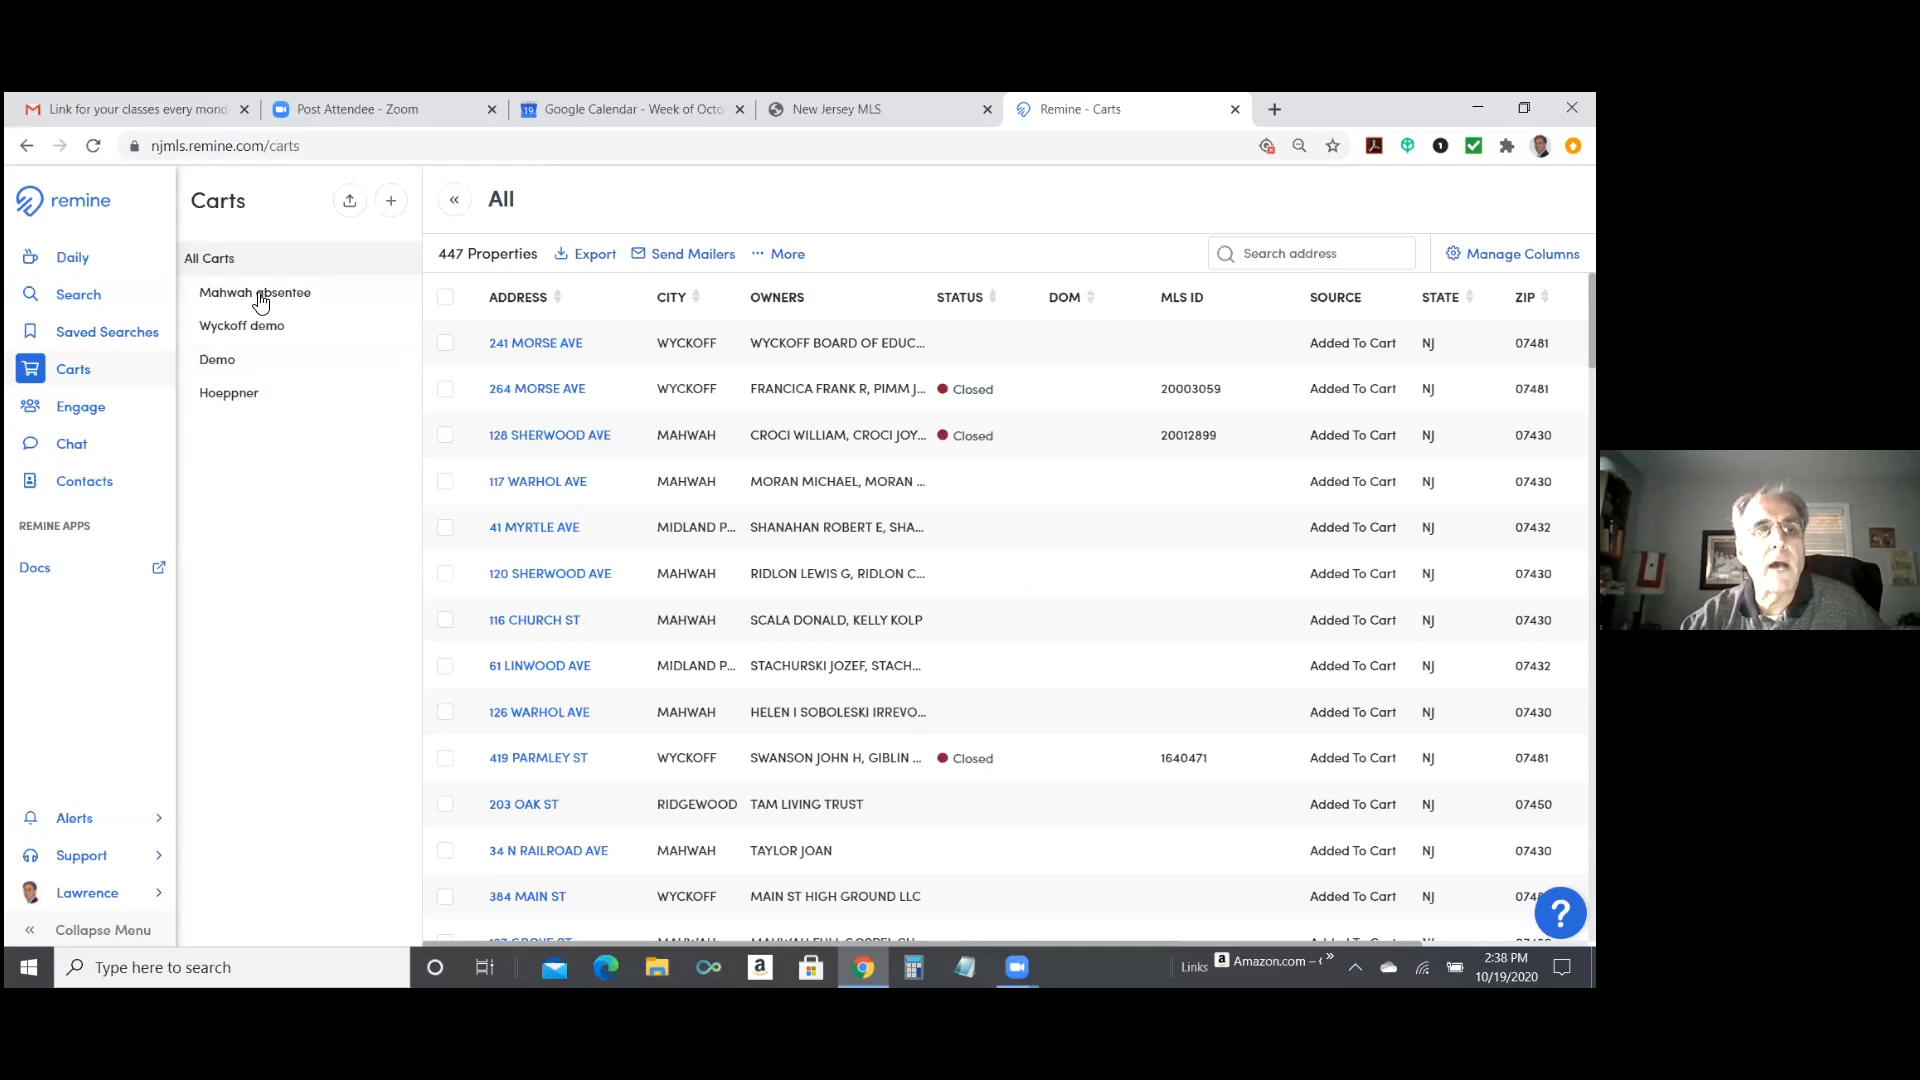 Link for your classes every mond
Post Attendee - Zoom
Google Calendar - Week of Octo
New Jersey MLS
Remine - Carts
njmls.remine.com/carts
remine
Daily
Search
Saved Searches
Carts
Engage
Chat
Contacts
REMINE APPS
Docs
Alerts
Support
Lawrence
Collapse Menu
Carts
All Carts
Mahwah absentee
Wyckoff demo
Demo
Hoeppner
All
447 Properties Export Send Mailers More Search address Manage Columns
ADDRESS CITY OWNERS STATUS DOM MLS ID SOURCE STATE ZIP
241 MORSE AVE WYCKOFF WYCKOFF BOARD OF EDUC... Added To Cart NJ 07481
264 MORSE AVE WYCKOFF FRANCICA FRANK R, PIMM J... Closed 20003059 Added To Cart NJ 07481
128 SHERWOOD AVE MAHWAH CROCI WILLIAM, CROCI JOY... Closed 20012899 Added To Cart NJ 07430
117 WARHOL AVE MAHWAH MORAN MICHAEL, MORAN ... Added To Cart NJ 07430
41 MYRTLE AVE MIDLAND P... SHANAHAN ROBERT E, SHA... Added To Cart NJ 07432
120 SHERWOOD AVE MAHWAH RIDLON LEWIS G, RIDLON C... Added To Cart NJ 07430
116 CHURCH ST MAHWAH SCALA DONALD, KELLY KOLP Added To Cart NJ 07430
61 LINWOOD AVE MIDLAND P... STACHURSKI JOZEF, STACH... Added To Cart NJ 07432
126 WARHOL AVE MAHWAH HELEN I SOBOLESKI IRREVO... Added To Cart NJ 07430
419 PARMLEY ST WYCKOFF SWANSON JOHN H, GIBLIN ... Closed 1640471 Added To Cart NJ 07481
203 OAK ST RIDGEWOOD TAM LIVING TRUST Added To Cart NJ 07450
34 N RAILROAD AVE MAHWAH TAYLOR JOAN Added To Cart NJ 07430
384 MAIN ST WYCKOFF MAIN ST HIGH GROUND LLC Added To Cart NJ 074
?
Type here to search
Links Amazon.com – 
2:38 PM
10/19/2020